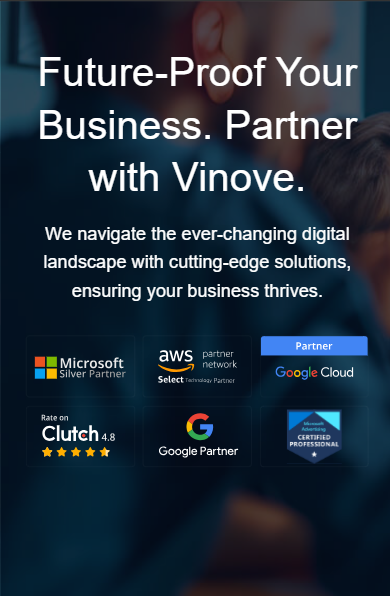 Future-Proof Your
Business. Partner
with Vinove.
We navigate the ever-changing digital
landscape with cutting-edge solutions,
ensuring your business thrives.
Microsoft
Silver Partner
aws partner
network
Select Technology Partner
Partner
Google Cloud
Rate on
Clutch 4.8
Google Partner
Microsoft
Advertising
CERTIFIED
PROFESSIONAL